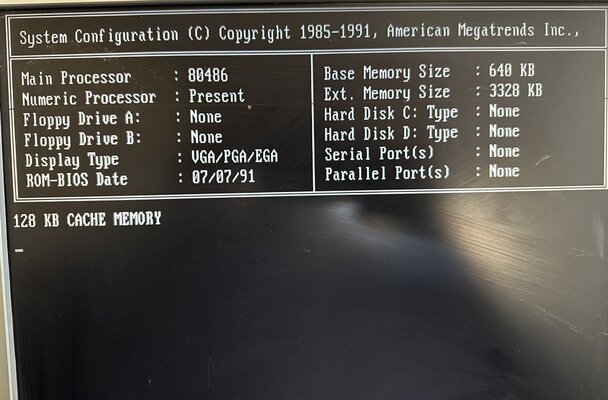 System Configuration (C) Copyright 1985-1991, American Megatrends Inc.,
Main Processor : 80486
Numeric Processor : Present
Floppy Drive A: : None
Floppy Drive B: : None
Display Type : VGA/PGA/EGA
ROM-BIOS Date : 07/07/91
Base Memory Size : 640 KB
Ext. Memory Size : 3328 KB
Hard Disk C: Type : None
Hard Disk D: Type : None
Serial Port(s) : None
Parallel Port(s) : None
128 KB CACHE MEMORY
_